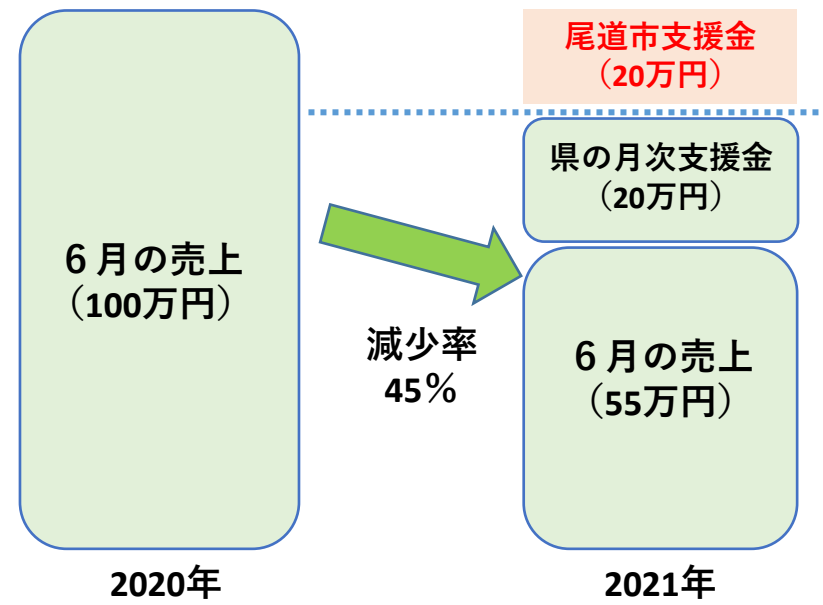 6月の売上
（100万円）
2020年
減少率
45％
尾道市支援金
（20万円）
県の月次支援金
（20万円）
６月の売上
（55万円）
2021年